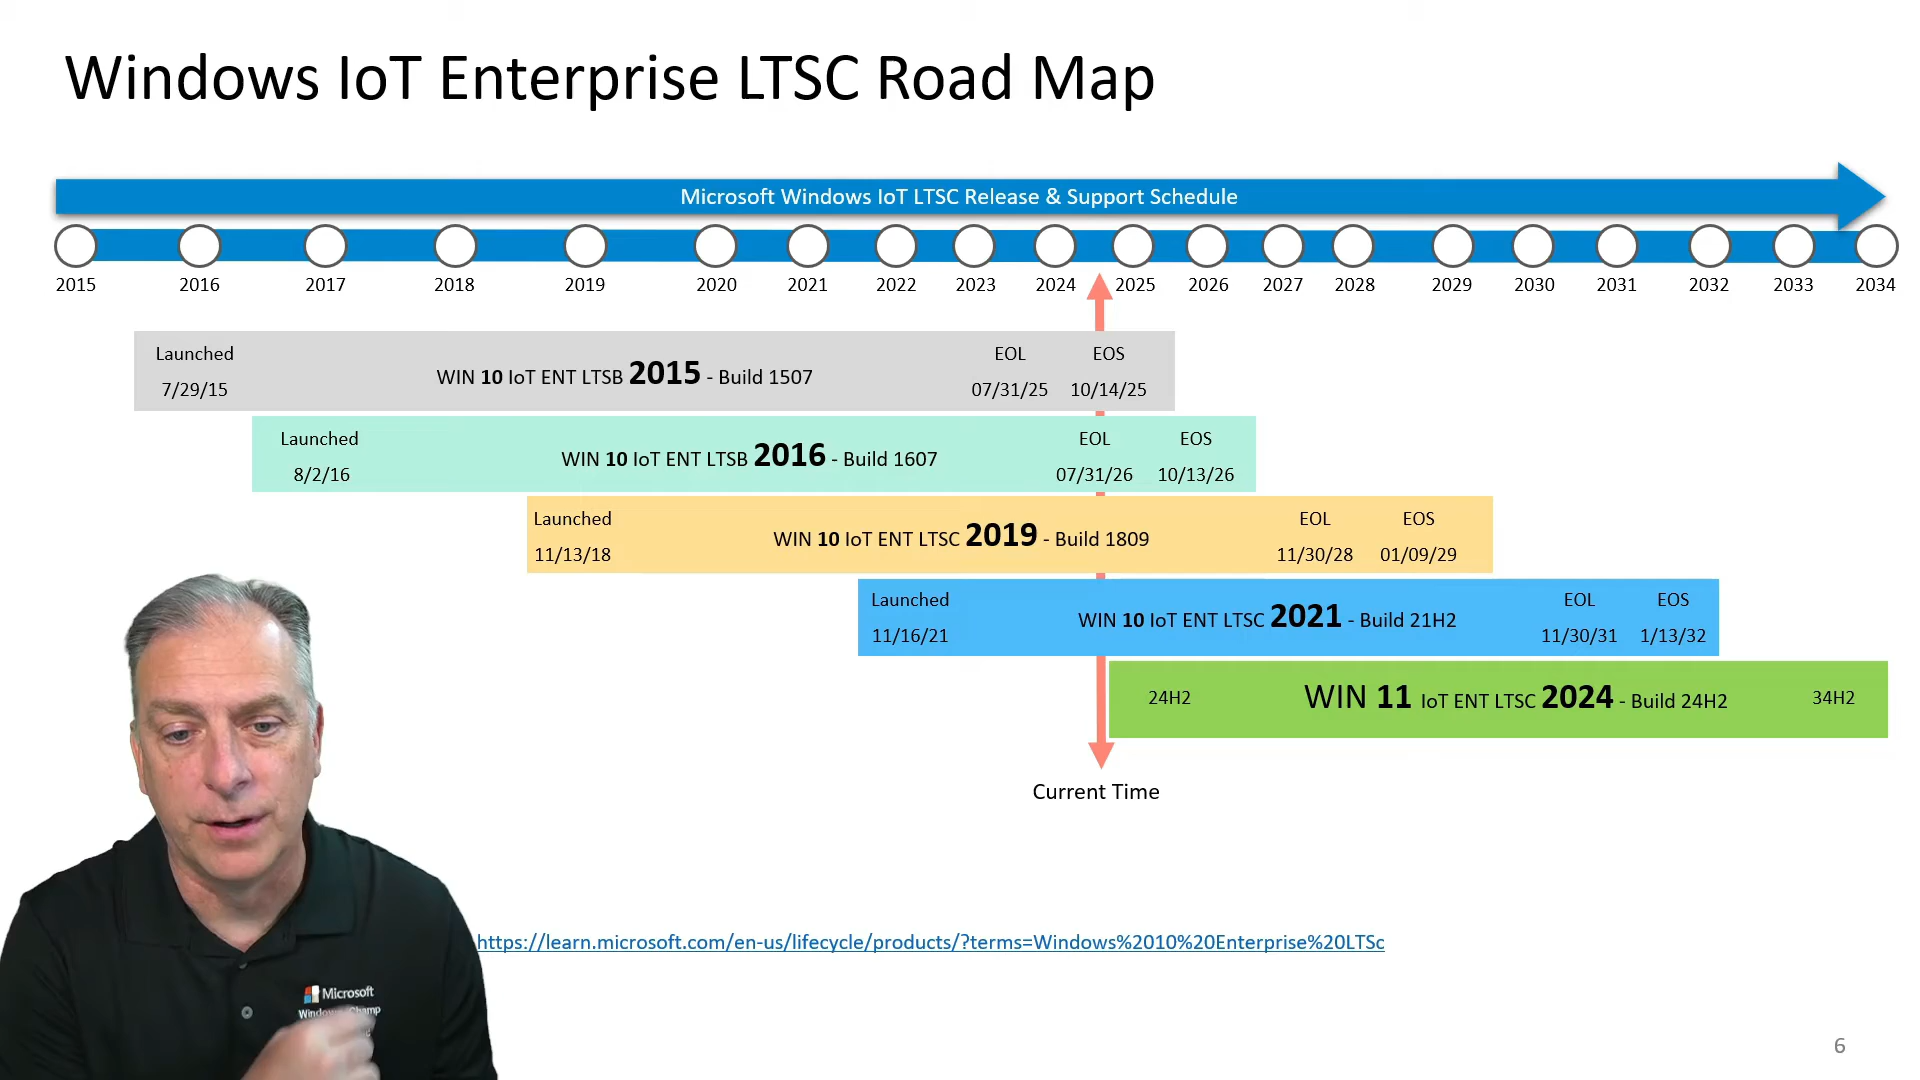 Windows IoT Enterprise LTSC Road Map
Microsoft Windows IoT LTSC Release & Support Schedule
2015 2016 2017 2018 2019 2020 2021 2022 2023 2024 2025 2026 2027 2028 2029 2030 2031 2032 2033 2034
Launched
7/29/15
WIN 10 IoT ENT LTSB 2015 - Build 1507
EOL
07/31/25
EOS
10/14/25
Launched
8/2/16
WIN 10 IoT ENT LTSB 2016 - Build 1607
EOL
07/31/26
EOS
10/13/26
Launched
11/13/18
WIN 10 IoT ENT LTSC 2019 - Build 1809
EOL
11/30/28
EOS
01/09/29
Launched
11/16/21
WIN 10 IoT ENT LTSC 2021 - Build 21H2
EOL
11/30/31
EOS
1/13/32
24H2
WIN 11 IoT ENT LTSC 2024 - Build 24H2
34H2
Current Time
https://learn.microsoft.com/en-us/lifecycle/products/?terms=Windows%2010%20Enterprise%20LTSc
Microsoft
6